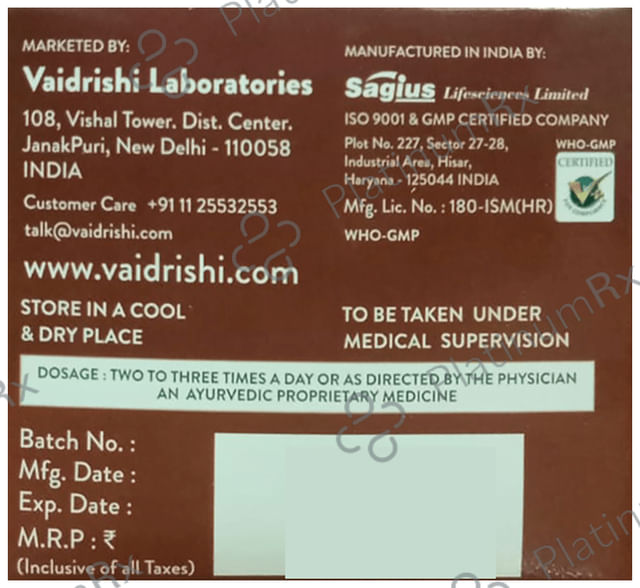 MARKETED BY:
Vaidrishi Laboratories
108, Vishal Tower. Dist. Center.
JanakPuri, New Delhi - 110058
INDIA
Customer Care +91 11 25532553
talk@vaidrishi.com
www.vaidrishi.com
STORE IN A COOL
& DRY PLACE
MANUFACTURED IN INDIA BY:
Sagius Lifesciences Limited
ISO 9001 & GMP CERTIFIED COMPANY
Plot No. 227, Sector 27-28,
Industrial Area, Hisar,
Haryana - 125044 INDIA
Mfg. Lic. No. : 180-ISM(HR)
WHO-GMP
WHO-GMP
CERTIFIED
TO BE TAKEN UNDER
MEDICAL SUPERVISION
DOSAGE : TWO TO THREE TIMES A DAY OR AS DIRECTED BY THE PHYSICIAN
AN AYURVEDIC PROPRIETARY MEDICINE
Batch No. :
Mfg. Date :
Exp. Date :
M.R.P : ₹
(Inclusive of all Taxes)
PlatinumRx
PlatinumRx
Platin